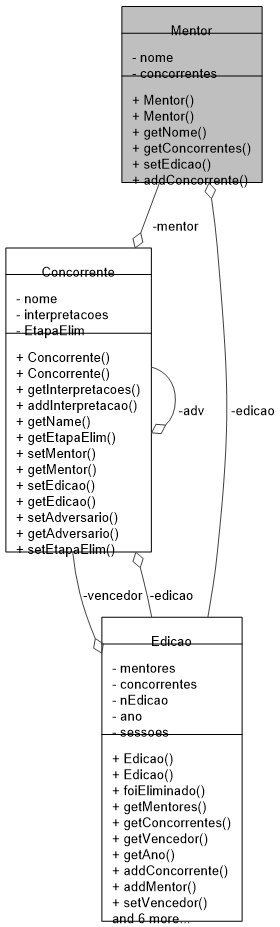 Mentor
- nome
- concorrentes
+ Mentor()
+ Mentor()
+ getNome()
+ getConcorrentes()
+ setEdicao()
+ addConcorrente()
-mentor
Concorrente
- nome
- interpretacoes
- EtapaElim
+ Concorrente()
+ Concorrente()
+ getInterpretacoes()
+ addInterpretacao()
+ getName()
+ getEtapaElim()
+ setMentor()
+ getMentor()
+ setEdicao()
+ getEdicao()
+ setAdversario()
+ getAdversario()
+ setEtapaElim()
-adv
-edicao
-vencedor
-edicao
Edicao
- mentores
- concorrentes
- nEdicao
- ano
- sessoes
+ Edicao()
+ Edicao()
+ foiEliminado()
+ getMentores()
+ getConcorrentes()
+ getVencedor()
+ getAno()
+ addConcorrente()
+ addMentor()
+ setVencedor()
and 6 more...